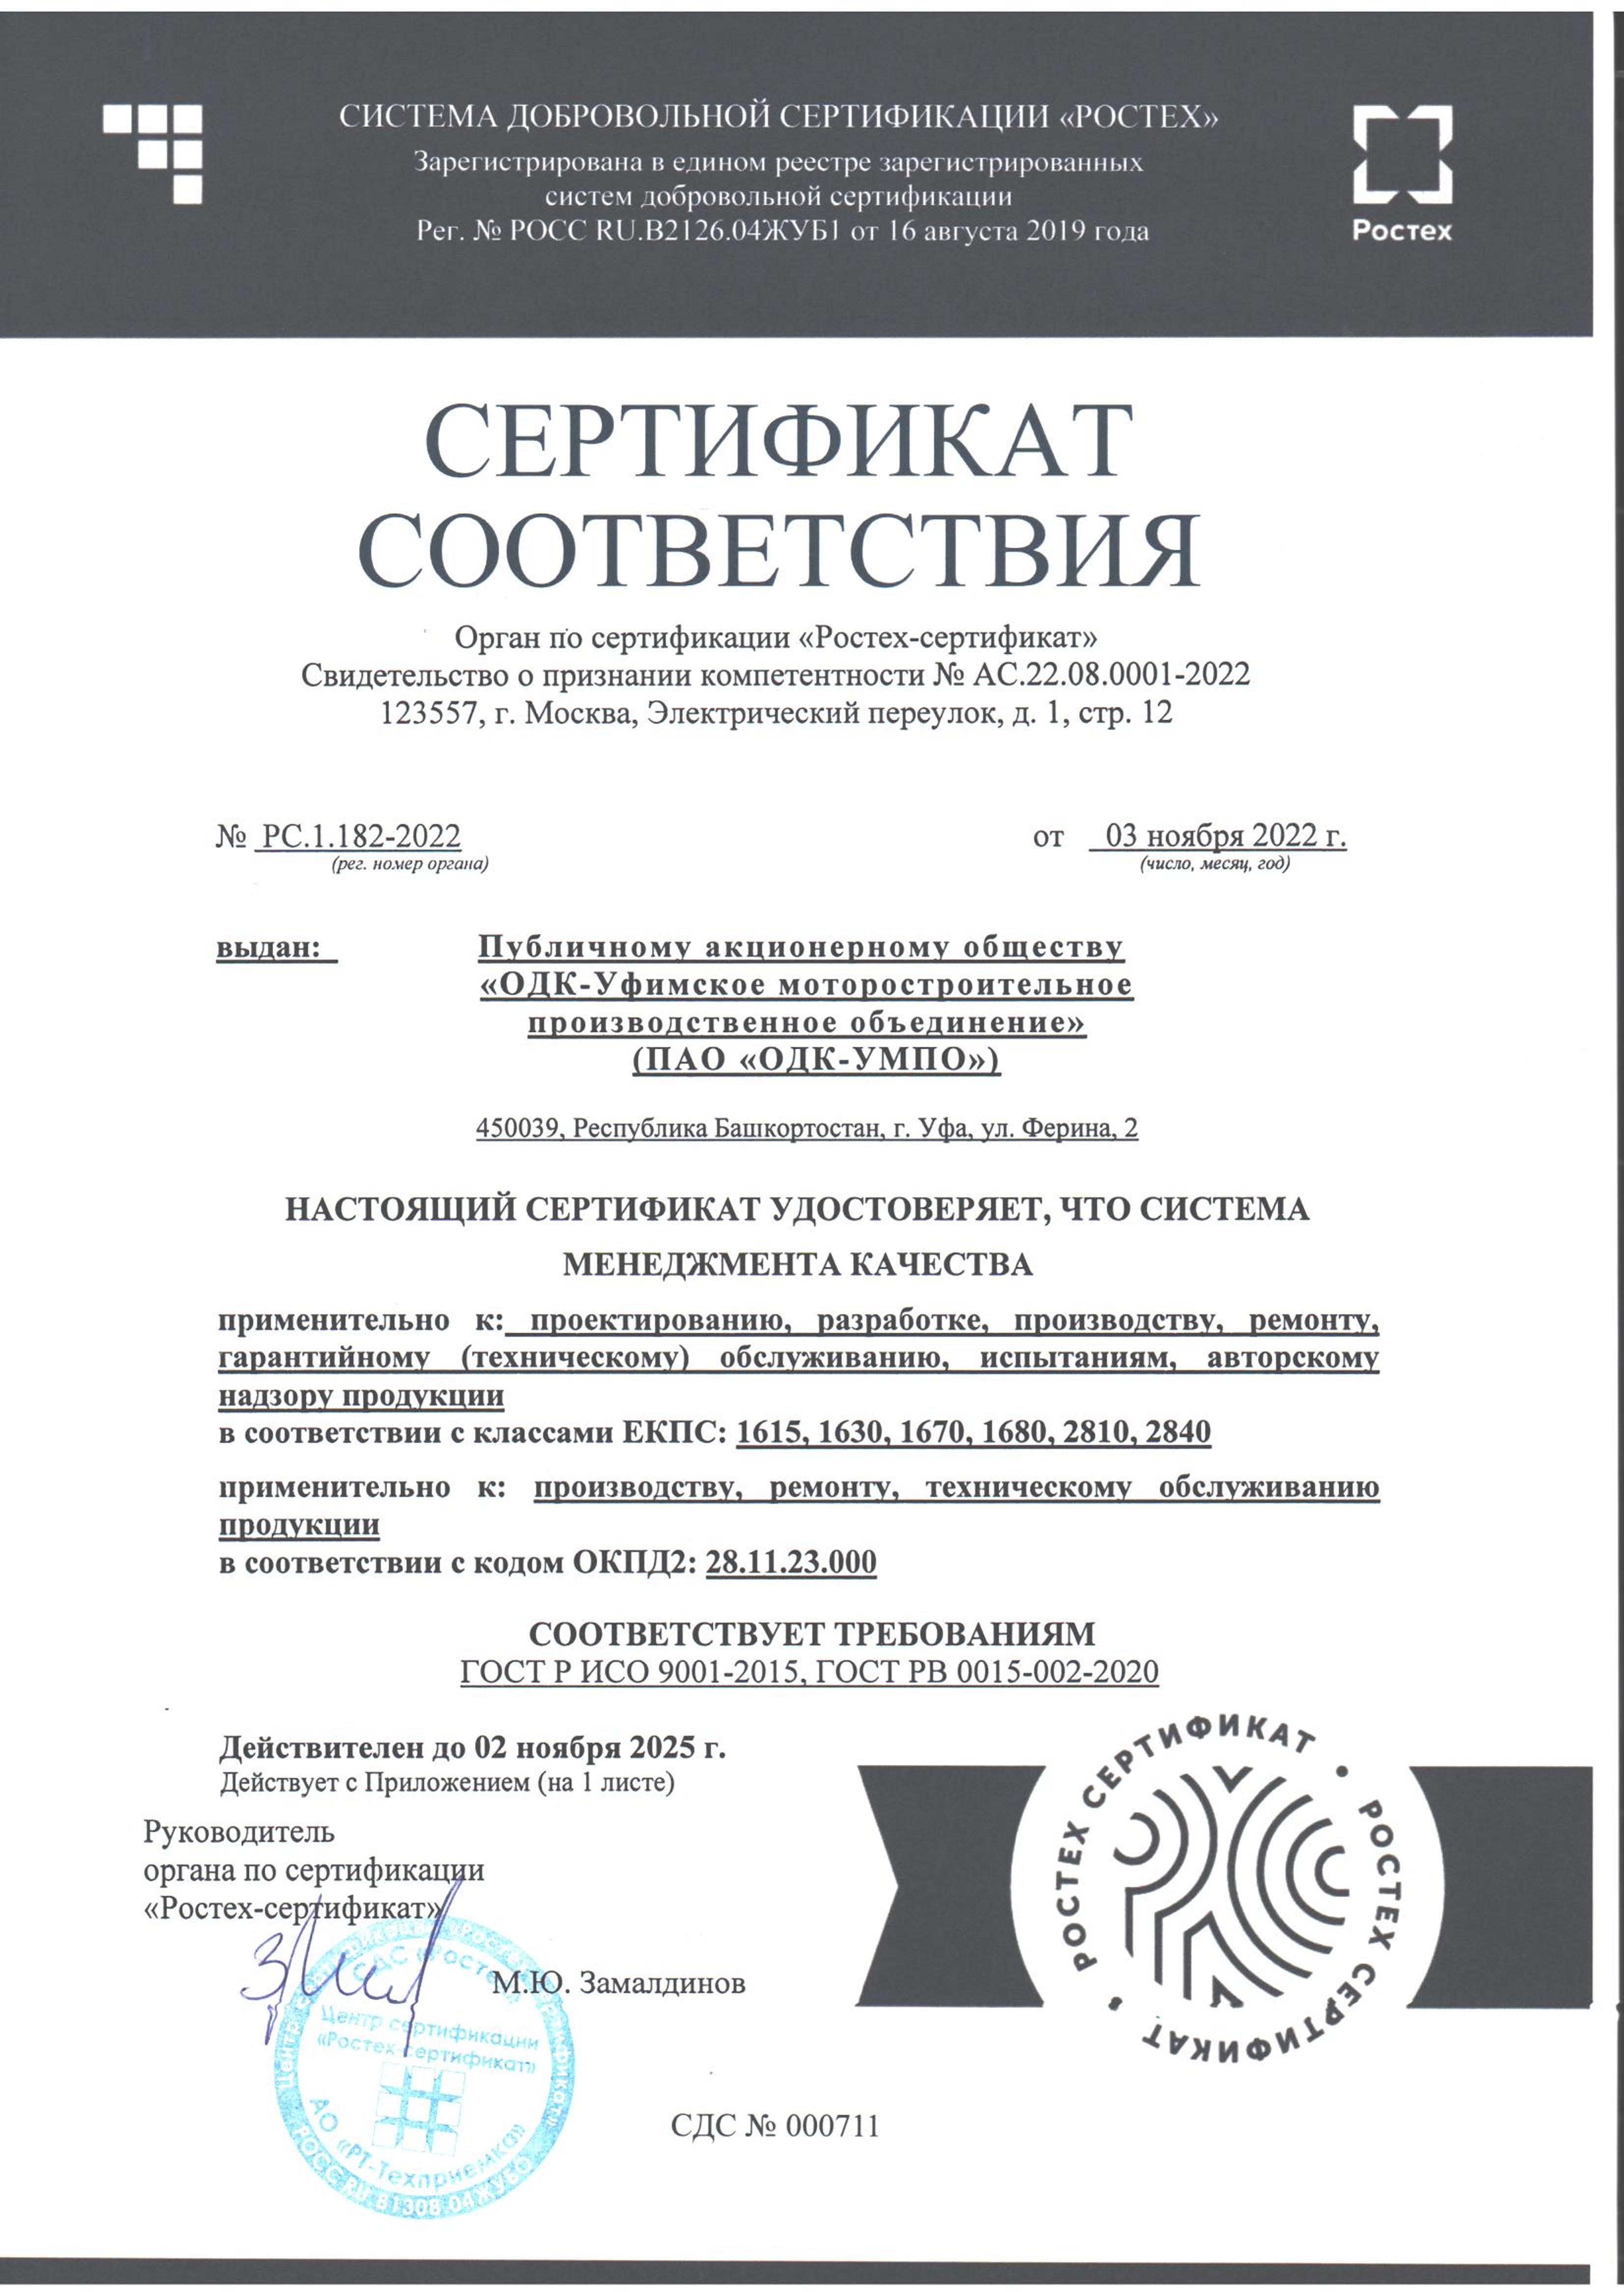 СИСТЕМА ДОБРОВОЛЬНОЙ СЕРТИФИКАЦИИ «РОСТЕХ»
Зарегистрирована в едином реестре зарегистрированных
систем добровольной сертификации
Рег. № РОСС RU.В2126.04ЖУБ1 от 16 августа 2019 года
Ростех
СЕРТИФИКАТ
СООТВЕТСТВИЯ
Орган по сертификации «Ростех-сертификат»
Свидетельство о признании компетентности № АС.22.08.0001-2022
123557, г. Москва, Электрический переулок, д. 1, стр. 12
№ РС.1.182-2022 от 03 ноября 2022 г.
(рег. номер органа) (число, месяц, год)
выдан: Публичному акционерному обществу
«ОДК-Уфимское моторостроительное
производственное объединение»
(ПАО «ОДК-УМПО»)
450039, Республика Башкортостан, г. Уфа, ул. Ферина, 2
НАСТОЯЩИЙ СЕРТИФИКАТ УДОСТОВЕРЯЕТ, ЧТО СИСТЕМА
МЕНЕДЖМЕНТА КАЧЕСТВА
применительно к: проектированию, разработке, производству, ремонту,
гарантийному (техническому) обслуживанию, испытаниям, авторскому
надзору продукции
в соответствии с классами ЕКПС: 1615, 1630, 1670, 1680, 2810, 2840
применительно к: производству, ремонту, техническому обслуживанию
продукции
в соответствии с кодом ОКПД2: 28.11.23.000
СООТВЕТСТВУЕТ ТРЕБОВАНИЯМ
ГОСТ Р ИСО 9001-2015, ГОСТ РВ 0015-002-2020
Действителен до 02 ноября 2025 г.
Действует с Приложением (на 1 листе)
Руководитель
органа по сертификации
«Ростех-сертификат»
М.Ю. Замалдинов
РОСТЕХ СЕРТИФИКАТ • РОСТЕХ СЕРТИФИКАТ •
СДС «Ростех»
Центр сертификации
«Ростех-сертификат»
АО «РТ-Техприемка»
СДС № 000711